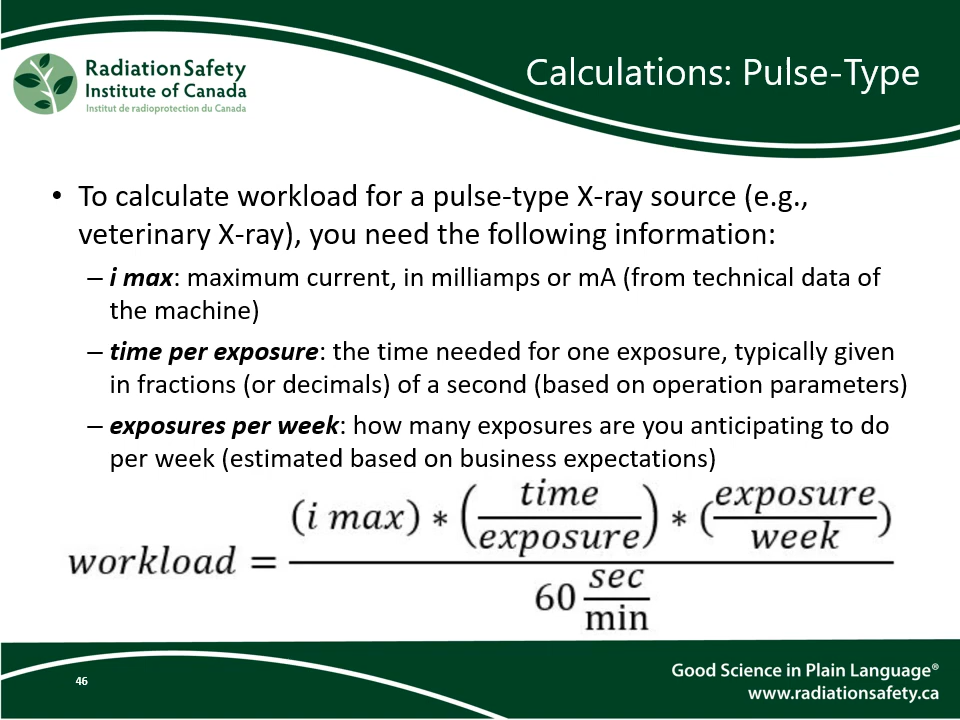 Radiation Safety
Institute of Canada
Institut de radioprotection du Canada
Calculations: Pulse-Type
• To calculate workload for a pulse-type X-ray source (e.g.,
veterinary X-ray), you need the following information:
– i max: maximum current, in milliamps or mA (from technical data of
the machine)
– time per exposure: the time needed for one exposure, typically given
in fractions (or decimals) of a second (based on operation parameters)
– exposures per week: how many exposures are you anticipating to do
per week (estimated based on business expectations)
workload = (i max) * (time/exposure) * (exposure/week) / 60 sec/min
46
Good Science in Plain Language®
www.radiationsafety.ca